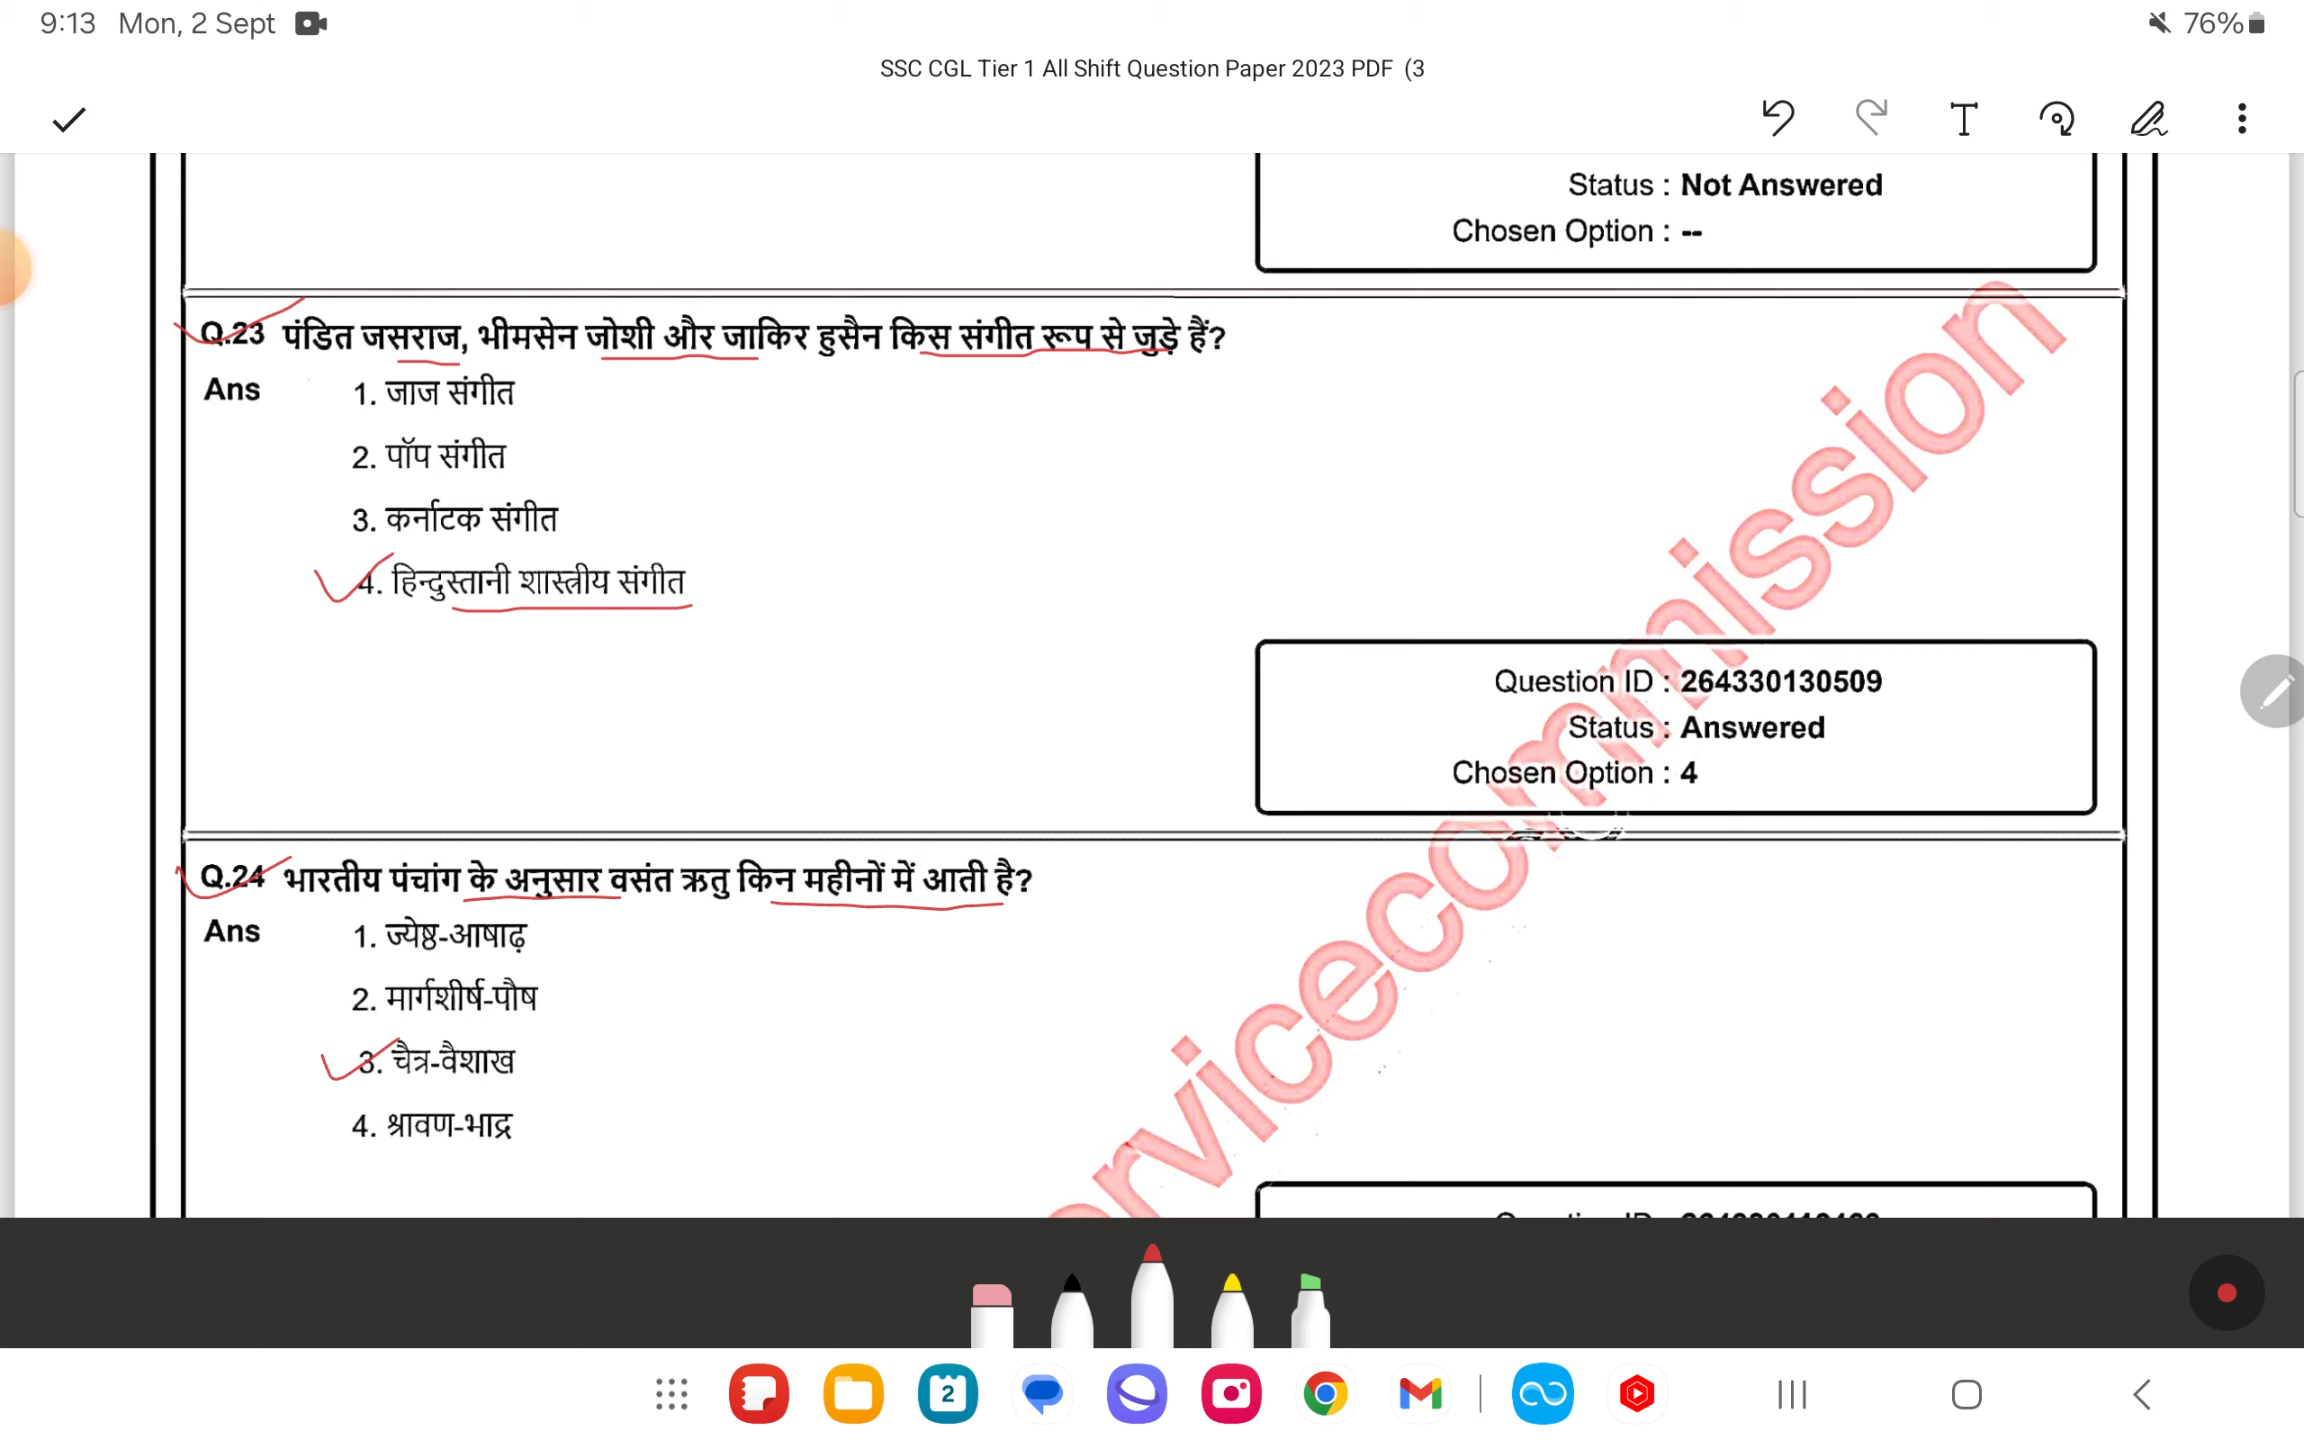 9:13 Mon, 2 Sept
76%
SSC CGL Tier 1 All Shift Question Paper 2023 PDF (3
T
Status : Not Answered
Chosen Option : --
Q.23 पंडित जसराज, भीमसेन जोशी और जाकिर हुसैन किस संगीत रूप से जुड़े हैं?
Ans 1. जाज संगीत
2. पॉप संगीत
3. कर्नाटक संगीत
4. हिन्दुस्तानी शास्त्रीय संगीत
Question ID : 264330130509
Status : Answered
Chosen Option : 4
Q.24 भारतीय पंचांग के अनुसार वसंत ऋतु किन महीनों में आती है?
Ans 1. ज्येष्ठ-आषाढ़
2. मार्गशीर्ष-पौष
3. चैत्र-वैशाख
4. श्रावण-भाद्र
ervicecommission
2